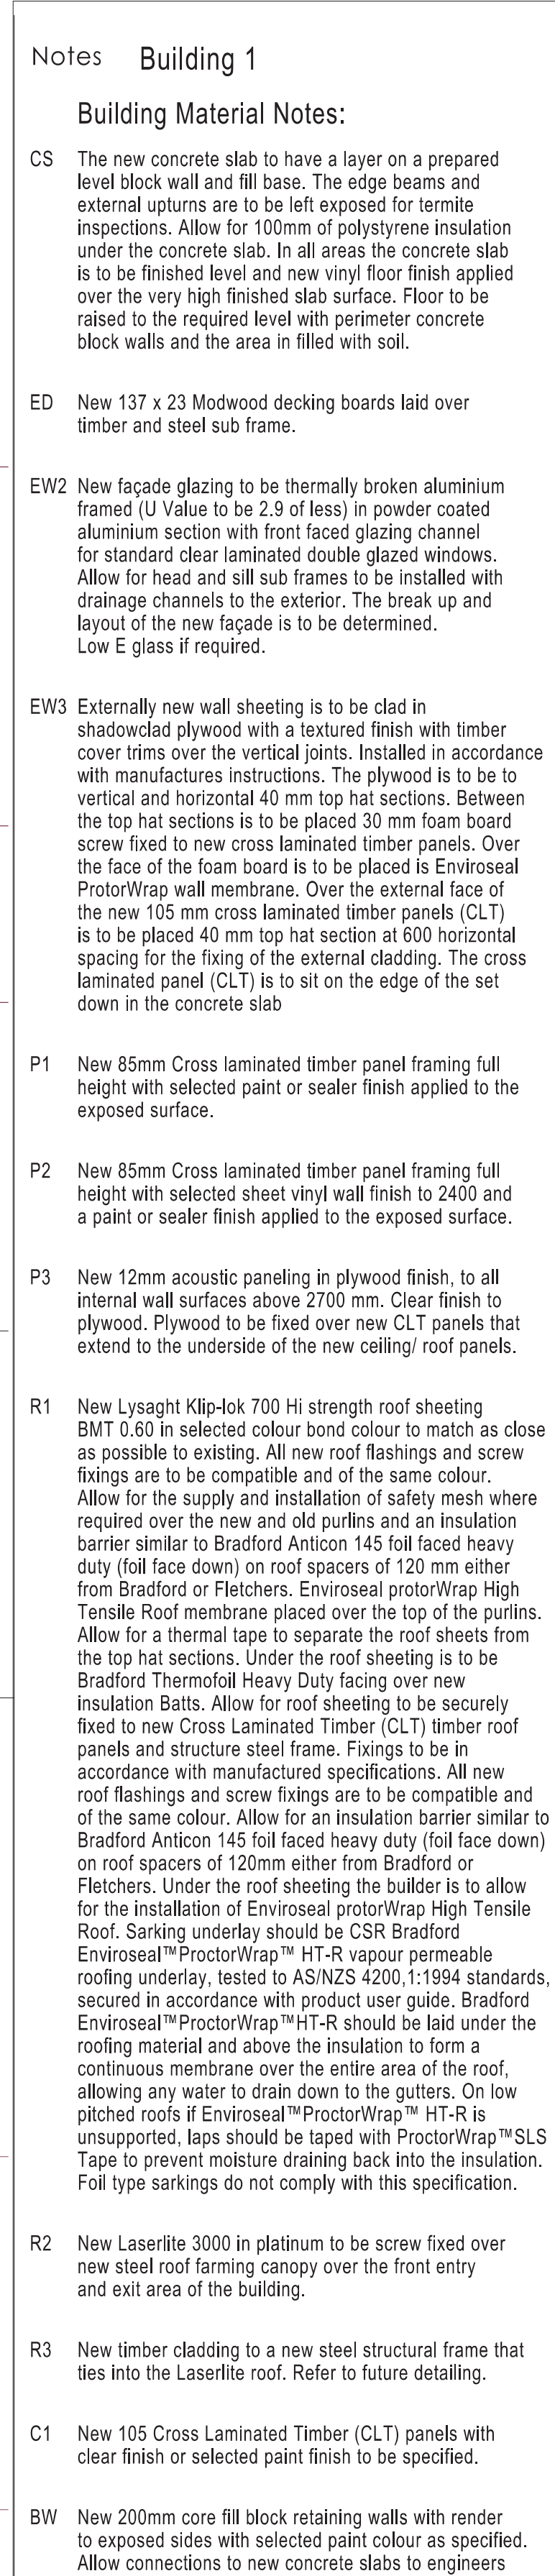 Notes Building 1
Building Material Notes:
CS The new concrete slab to have a layer on a prepared
level block wall and fill base. The edge beams and
external upturns are to be left exposed for termite
inspections. Allow for 100mm of polystyrene insulation
under the concrete slab. In all areas the concrete slab
is to be finished level and new vinyl floor finish applied
over the very high finished slab surface. Floor to be
raised to the required level with perimeter concrete
block walls and the area in filled with soil.
ED New 137 x 23 Modwood decking boards laid over
timber and steel sub frame.
EW2 New façade glazing to be thermally broken aluminium
framed (U Value to be 2.9 of less) in powder coated
aluminium section with front faced glazing channel
for standard clear laminated double glazed windows.
Allow for head and sill sub frames to be installed with
drainage channels to the exterior. The break up and
layout of the new façade is to be determined.
Low E glass if required.
EW3 Externally new wall sheeting is to be clad in
shadowclad plywood with a textured finish with timber
cover trims over the vertical joints. Installed in accordance
with manufactures instructions. The plywood is to be to
vertical and horizontal 40 mm top hat sections. Between
the top hat sections is to be placed 30 mm foam board
screw fixed to new cross laminated timber panels. Over
the face of the foam board is to be placed is Enviroseal
ProtorWrap wall membrane. Over the external face of
the new 105 mm cross laminated timber panels (CLT)
is to be placed 40 mm top hat section at 600 horizontal
spacing for the fixing of the external cladding. The cross
laminated panel (CLT) is to sit on the edge of the set
down in the concrete slab
P1 New 85mm Cross laminated timber panel framing full
height with selected paint or sealer finish applied to the
exposed surface.
P2 New 85mm Cross laminated timber panel framing full
height with selected sheet vinyl wall finish to 2400 and
a paint or sealer finish applied to the exposed surface.
P3 New 12mm acoustic paneling in plywood finish, to all
internal wall surfaces above 2700 mm. Clear finish to
plywood. Plywood to be fixed over new CLT panels that
extend to the underside of the new ceiling/ roof panels.
R1 New Lysaght Klip-lok 700 Hi strength roof sheeting
BMT 0.60 in selected colour bond colour to match as close
as possible to existing. All new roof flashings and screw
fixings are to be compatible and of the same colour.
Allow for the supply and installation of safety mesh where
required over the new and old purlins and an insulation
barrier similar to Bradford Anticon 145 foil faced heavy
duty (foil face down) on roof spacers of 120 mm either
from Bradford or Fletchers. Enviroseal protorWrap High
Tensile Roof membrane placed over the top of the purlins.
Allow for a thermal tape to separate the roof sheets from
the top hat sections. Under the roof sheeting is to be
Bradford Thermofoil Heavy Duty facing over new
insulation Batts. Allow for roof sheeting to be securely
fixed to new Cross Laminated Timber (CLT) timber roof
panels and structure steel frame. Fixings to be in
accordance with manufactured specifications. All new
roof flashings and screw fixings are to be compatible and
of the same colour. Allow for an insulation barrier similar to
Bradford Anticon 145 foil faced heavy duty (foil face down)
on roof spacers of 120mm either from Bradford or
Fletchers. Under the roof sheeting the builder is to allow
for the installation of Enviroseal protorWrap High Tensile
Roof. Sarking underlay should be CSR Bradford
Enviroseal™ProctorWrap™ HT-R vapour permeable
roofing underlay, tested to AS/NZS 4200,1:1994 standards,
secured in accordance with product user guide. Bradford
Enviroseal™ProctorWrap™HT-R should be laid under the
roofing material and above the insulation to form a
continuous membrane over the entire area of the roof,
allowing any water to drain down to the gutters. On low
pitched roofs if Enviroseal™ProctorWrap™ HT-R is
unsupported, laps should be taped with ProctorWrap™SLS
Tape to prevent moisture draining back into the insulation.
Foil type sarkings do not comply with this specification.
R2 New Laserlite 3000 in platinum to be screw fixed over
new steel roof farming canopy over the front entry
and exit area of the building.
R3 New timber cladding to a new steel structural frame that
ties into the Laserlite roof. Refer to future detailing.
C1 New 105 Cross Laminated Timber (CLT) panels with
clear finish or selected paint finish to be specified.
BW New 200mm core fill block retaining walls with render
to exposed sides with selected paint colour as specified.
Allow connections to new concrete slabs to engineers